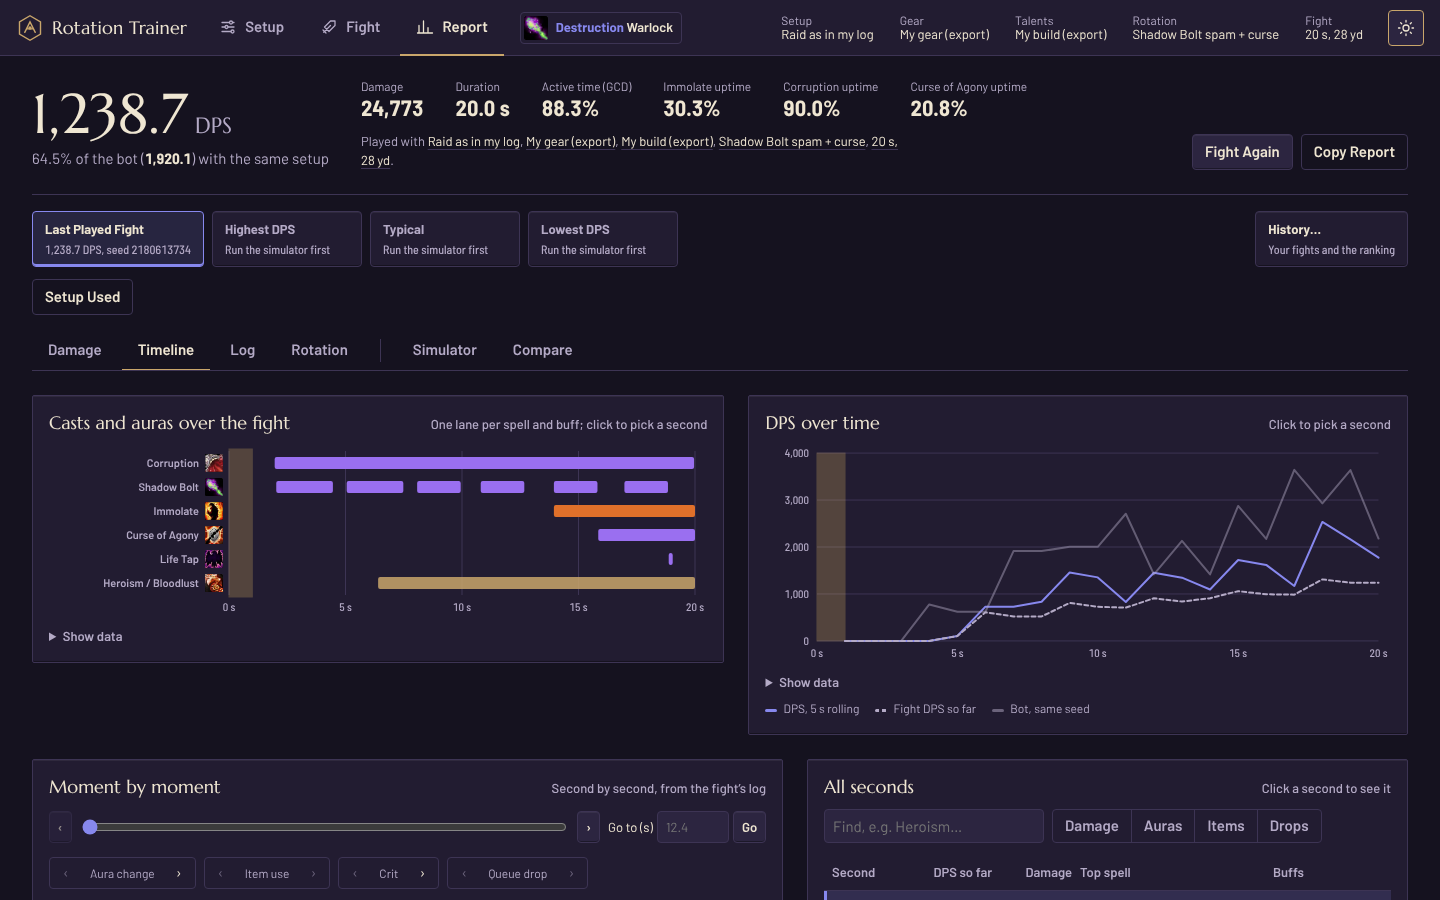 Rotation Trainer
Setup
Fight
Report
Destruction Warlock
Setup
Raid as in my log
Gear
My gear (export)
Talents
My build (export)
Rotation
Shadow Bolt spam + curse
Fight
20 s, 28 yd
1,238.7 DPS
64.5% of the bot (1,920.1) with the same setup
Damage
24,773
Duration
20.0 s
Active time (GCD)
88.3%
Immolate uptime
30.3%
Corruption uptime
90.0%
Curse of Agony uptime
20.8%
Played with Raid as in my log, My gear (export), My build (export), Shadow Bolt spam + curse, 20 s,
28 yd.
Fight Again
Copy Report
Last Played Fight
1,238.7 DPS, seed 2180613734
Highest DPS
Run the simulator first
Typical
Run the simulator first
Lowest DPS
Run the simulator first
History...
Your fights and the ranking
Setup Used
Damage
Timeline
Log
Rotation
Simulator
Compare
Casts and auras over the fight
One lane per spell and buff; click to pick a second
Corruption
Shadow Bolt
Immolate
Curse of Agony
Life Tap
Heroism / Bloodlust
0 s
5 s
10 s
15 s
20 s
Show data
DPS over time
Click to pick a second
4,000
3,000
2,000
1,000
0
0 s
5 s
10 s
15 s
20 s
Show data
DPS, 5 s rolling
Fight DPS so far
Bot, same seed
Moment by moment
Second by second, from the fight's log
‹
›
Go to (s)
12.4
Go
‹ Aura change ›
‹ Item use ›
‹ Crit ›
‹ Queue drop ›
All seconds
Click a second to see it
Find, e.g. Heroism...
Damage
Auras
Items
Drops
Second
DPS so far
Damage
Top spell
Buffs